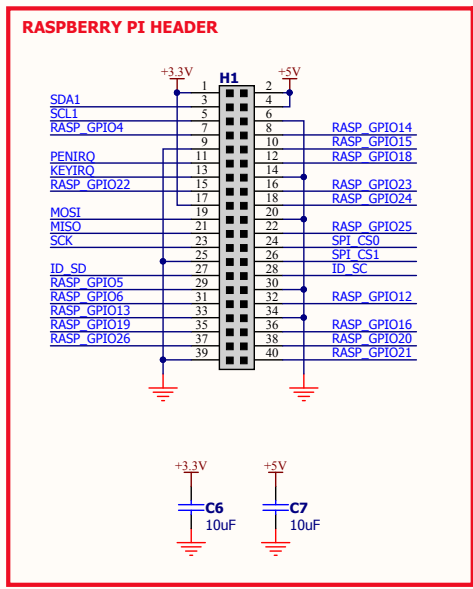 RASPBERRY PI HEADER
+3.3V H1 +5V
1 2
SDA1 3 4
SCL1 5 6
RASP_GPIO4 7 8 RASP_GPIO14
9 10 RASP_GPIO15
PENIRQ 11 12 RASP_GPIO18
KEYIRQ 13 14
RASP_GPIO22 15 16 RASP_GPIO23
17 18 RASP_GPIO24
MOSI 19 20
MISO 21 22 RASP_GPIO25
SCK 23 24 SPI_CS0
25 26 SPI_CS1
ID_SD 27 28 ID_SC
RASP_GPIO5 29 30
RASP_GPIO6 31 32 RASP_GPIO12
RASP_GPIO13 33 34
RASP_GPIO19 35 36 RASP_GPIO16
RASP_GPIO26 37 38 RASP_GPIO20
39 40 RASP_GPIO21
+3.3V +5V
C6 C7
10uF 10uF